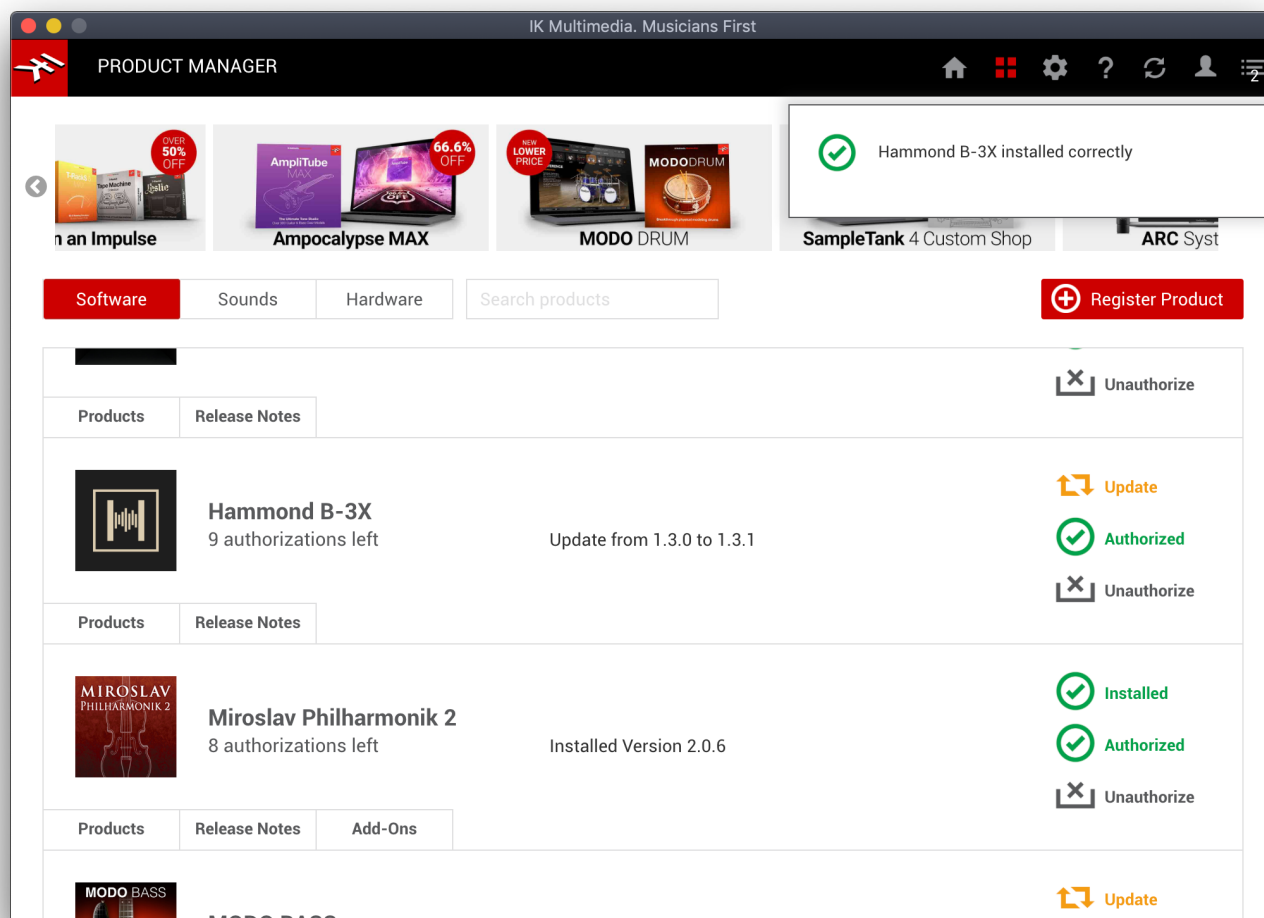 IK Multimedia. Musicians First
PRODUCT MANAGER
2
Hammond B-3X installed correctly
OVER
50%
OFF
Tape Machine
Leslie
n an Impulse
AmpliTube
MAX
66.6%
OFF
Ampocalypse MAX
NEW
LOWER
PRICE
MODO DRUM
MODO DRUM
SampleTank 4 Custom Shop
ARC Syst
Software
Sounds
Hardware
Search products
Register Product
Unauthorize
Products
Release Notes
Hammond B-3X
9 authorizations left
Update from 1.3.0 to 1.3.1
Update
Authorized
Unauthorize
Products
Release Notes
MIROSLAV
PHILHARMONIK 2
Miroslav Philharmonik 2
8 authorizations left
Installed Version 2.0.6
Installed
Authorized
Unauthorize
Products
Release Notes
Add-Ons
MODO BASS
MODO BASS
Update